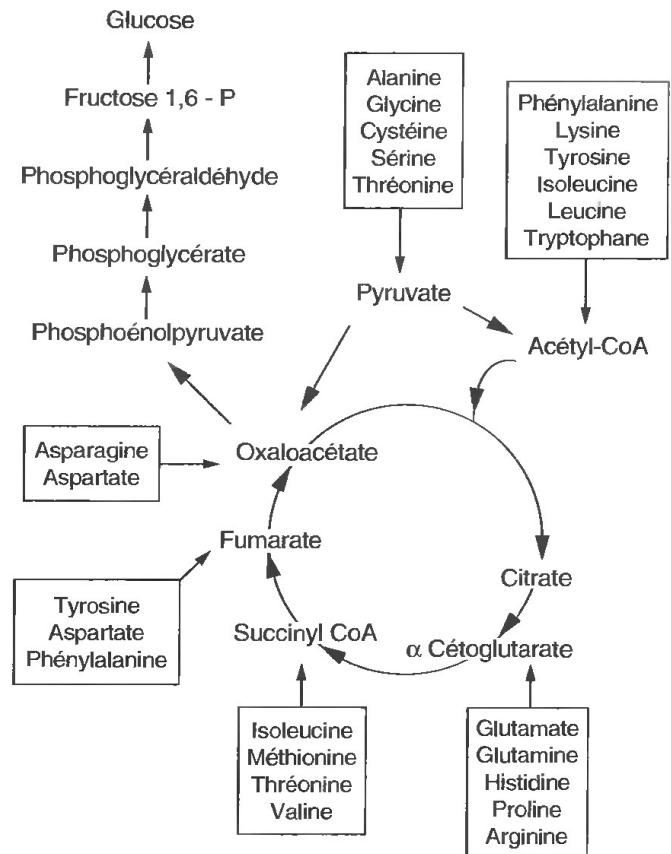 Glucose
Fructose 1,6 - P
Phosphoglycéraldéhyde
Phosphoglycérate
Phosphoénolpyruvate
Alanine
Glycine
Cystéine
Sérine
Thréonine
Phénylalanine
Lysine
Tyrosine
Isoleucine
Leucine
Tryptophane
Pyruvate
Acétyl-CoA
Asparagine
Aspartate
Oxaloacétate
Fumarate
Citrate
Tyrosine
Aspartate
Phénylalanine
Succinyl CoA
α Cétoglutarate
Isoleucine
Méthionine
Thréonine
Valine
Glutamate
Glutamine
Histidine
Proline
Arginine